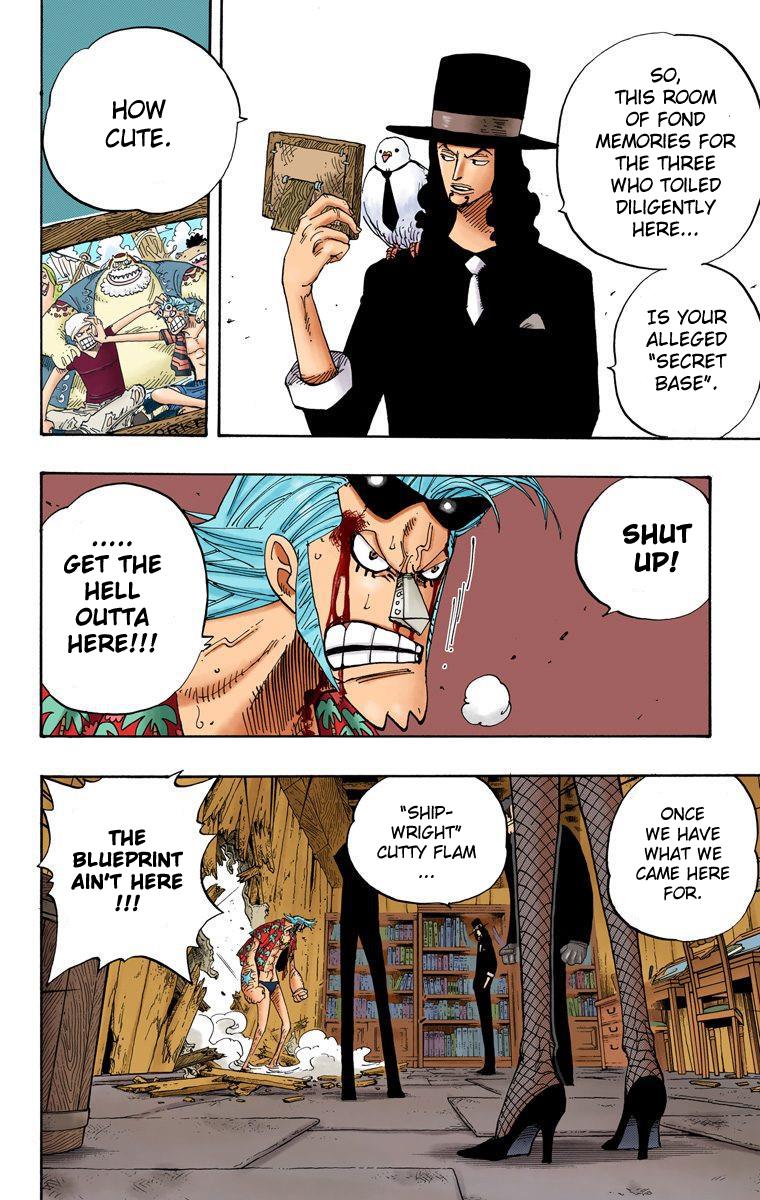 SO,
THIS ROOM
OF FOND
MEMORIES FOR
THE THREE
WHO TOILED
DILIGENTLY
HERE...
IS YOUR
ALLEGED
“SECRET
BASE”.
HOW
CUTE.
SHUT
UP!
.....
GET THE
HELL
OUTTA
HERE!!!
ONCE
WE HAVE
WHAT WE
CAME HERE
FOR.
“SHIP-
WRIGHT”
CUTTY FLAM
...
THE
BLUEPRINT
AIN'T HERE
!!!